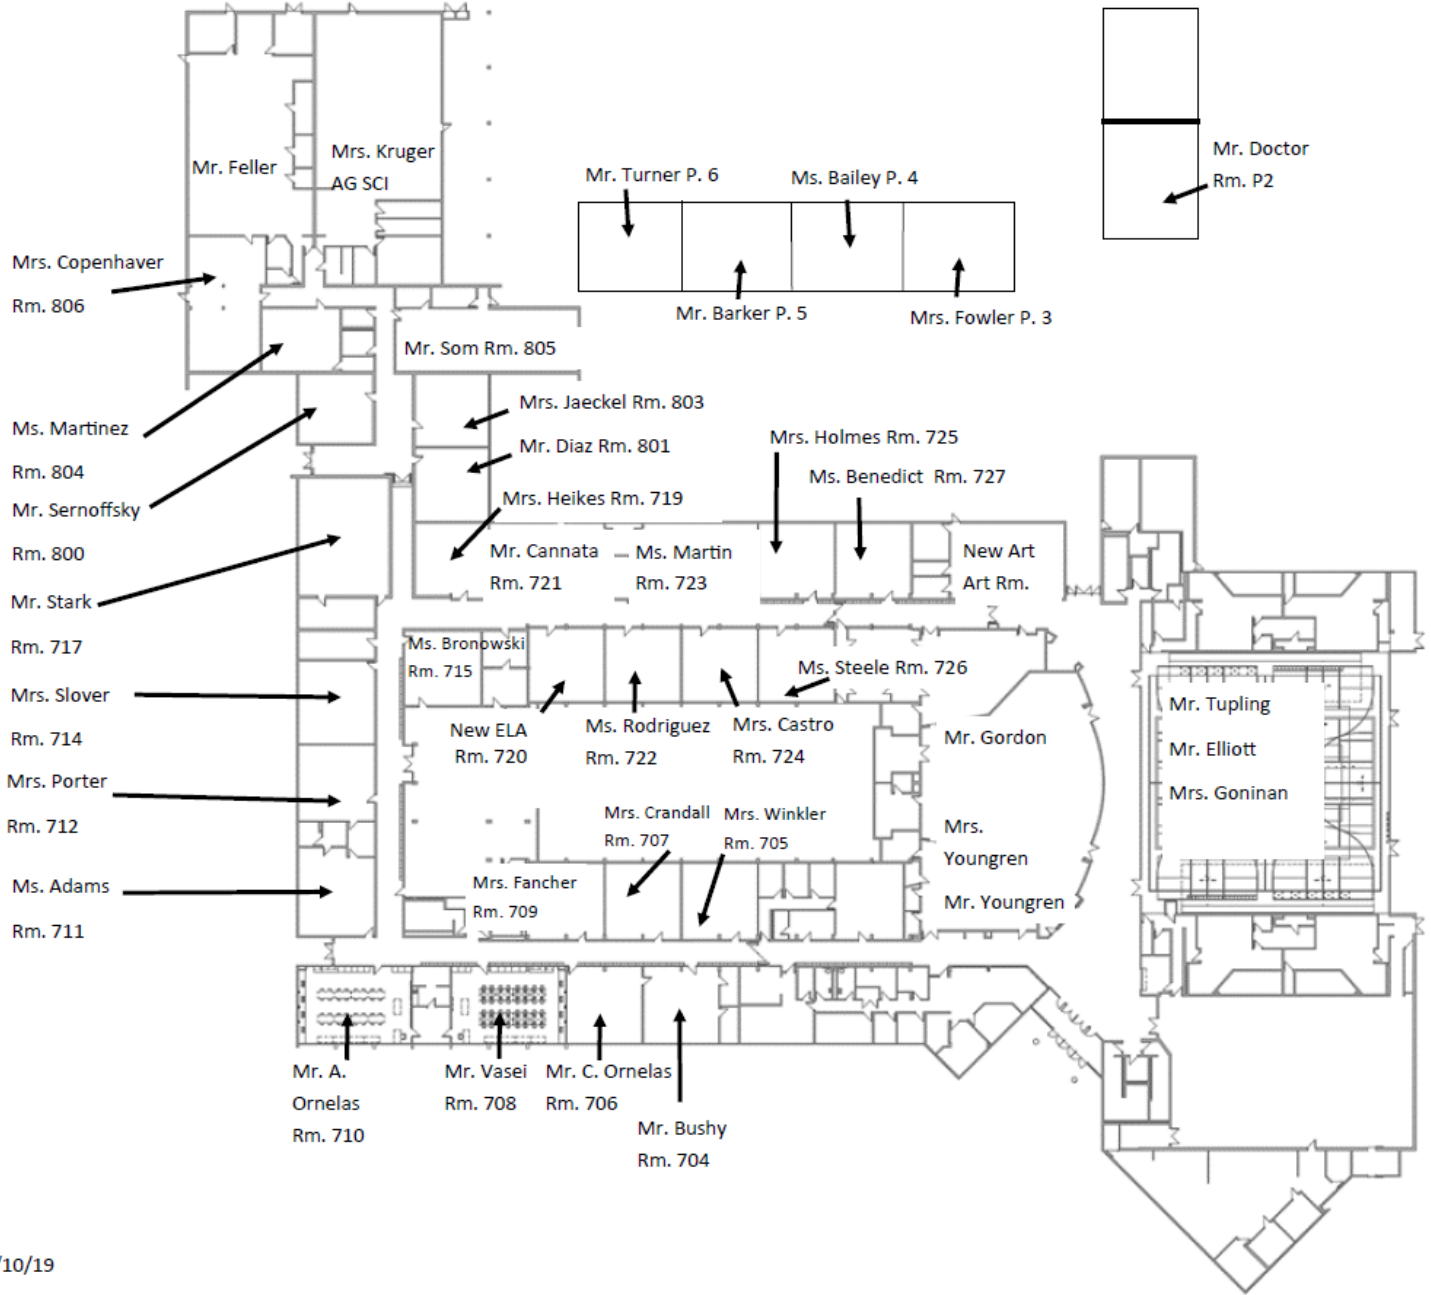 Mr. Feller
Mrs. Kruger
AG SCI
Mr. Turner P. 6
Ms. Bailey P. 4
Mr. Doctor
Rm. P2
Mrs. Copenhaver
Rm. 806
Mr. Barker P. 5
Mrs. Fowler P. 3
Mr. Som Rm. 805
Ms. Martinez
Rm. 804
Mrs. Jaeckel Rm. 803
Mr. Diaz Rm. 801
Mrs. Holmes Rm. 725
Ms. Benedict Rm. 727
Mr. Sernoffsky
Rm. 800
Mrs. Heikes Rm. 719
Mr. Cannata
Rm. 721
Ms. Martin
Rm. 723
New Art
Art Rm.
Mr. Stark
Rm. 717
Ms. Bronowski
Rm. 715
Ms. Steele Rm. 726
Mrs. Slover
Rm. 714
New ELA
Rm. 720
Ms. Rodriguez
Rm. 722
Mrs. Castro
Rm. 724
Mr. Gordon
Mr. Tupling
Mr. Elliott
Mrs. Goninan
Mrs. Porter
Rm. 712
Mrs. Crandall
Rm. 707
Mrs. Winkler
Rm. 705
Mrs.
Youngren
Mr. Youngren
Ms. Adams
Rm. 711
Mrs. Fancher
Rm. 709
Mr. A.
Ornelas
Rm. 710
Mr. Vasei
Rm. 708
Mr. C. Ornelas
Rm. 706
Mr. Bushy
Rm. 704
/10/19